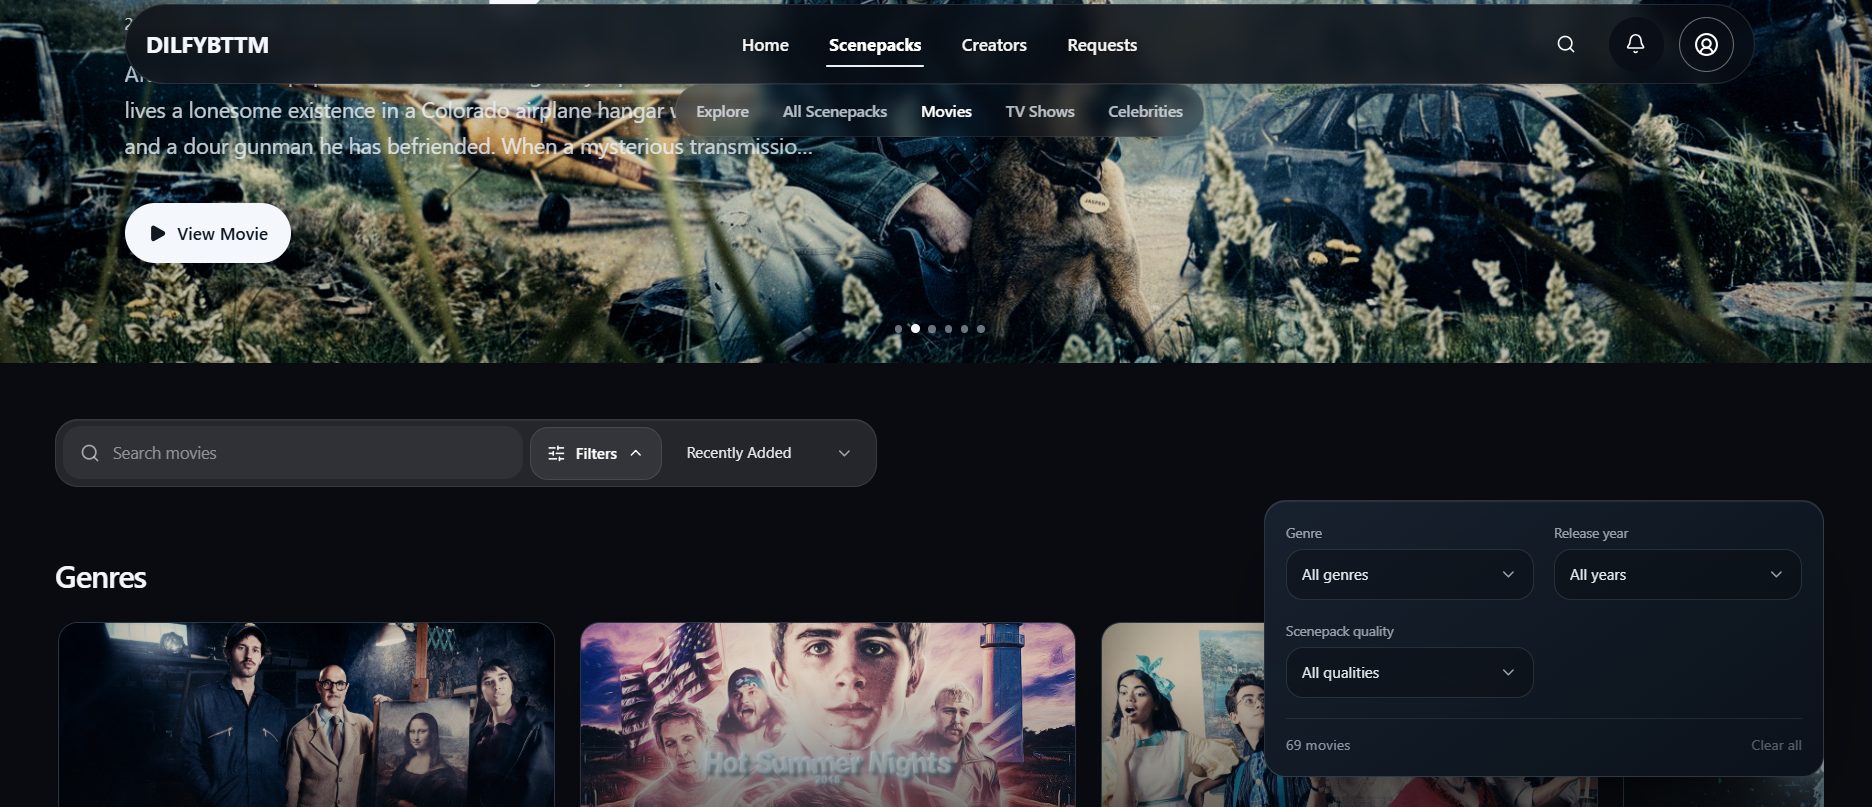 DILFYBTTM
Home
Scenepacks
Creators
Requests
Explore
All Scenepacks
Movies
TV Shows
Celebrities
lives a lonesome existence in a Colorado airplane hangar
and a dour gunman he has befriended. When a mysterious transmissio...
JASPER
View Movie
Search movies
Filters
Recently Added
Genre
Release year
All genres
All years
Scenepack quality
All qualities
69 movies
Clear all
Genres
Hot Summer Nights
2018